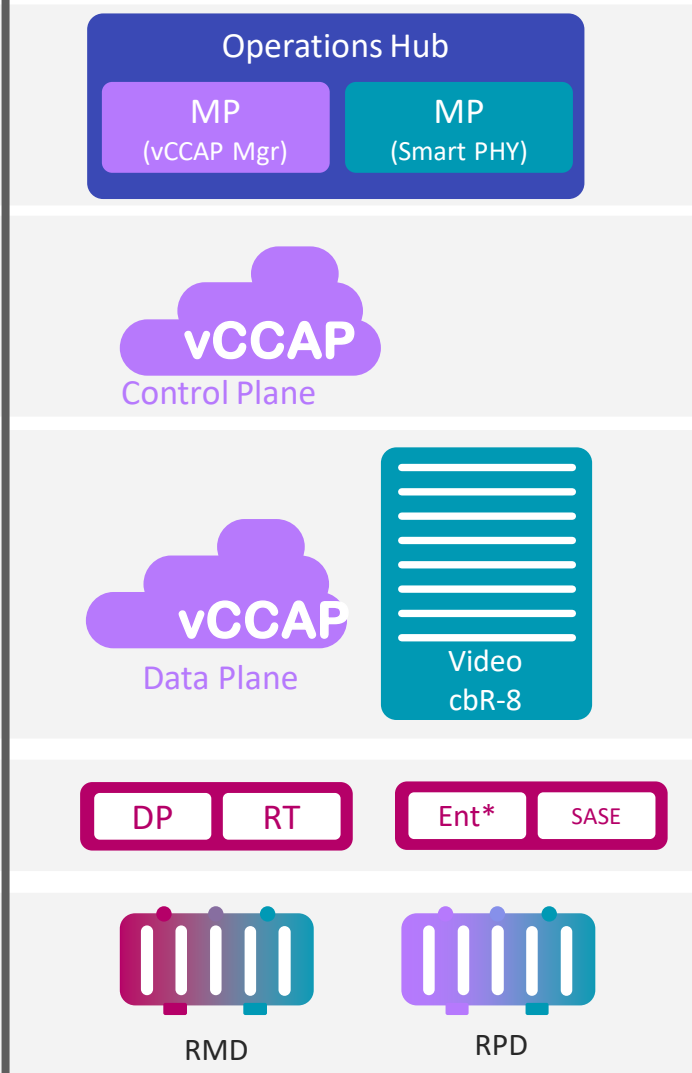 Operations Hub
MP
(vCCAP Mgr)
MP
(Smart PHY)
vCCAP
Control Plane
vCCAP
Data Plane
Video
cbR-8
DP
RT
Ent*
SASE
RMD
RPD